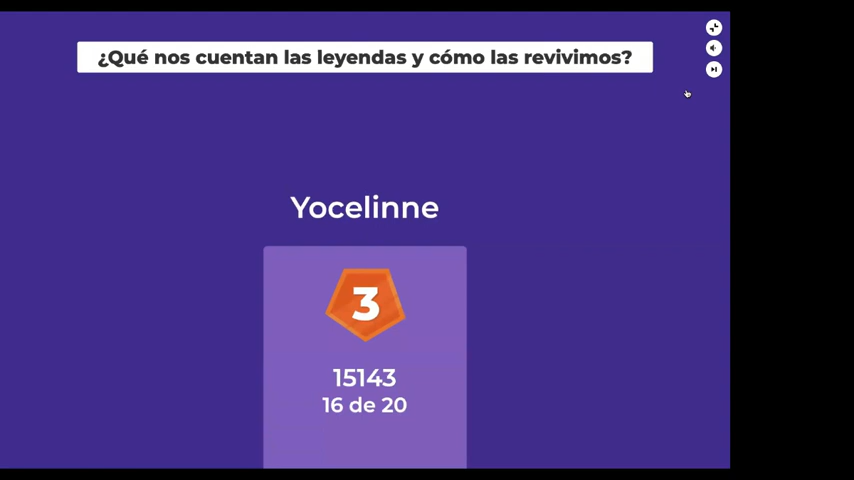 ¿Qué nos cuentan las leyendas y cómo las revivimos?
Yocelinne
3
15143
16 de 20